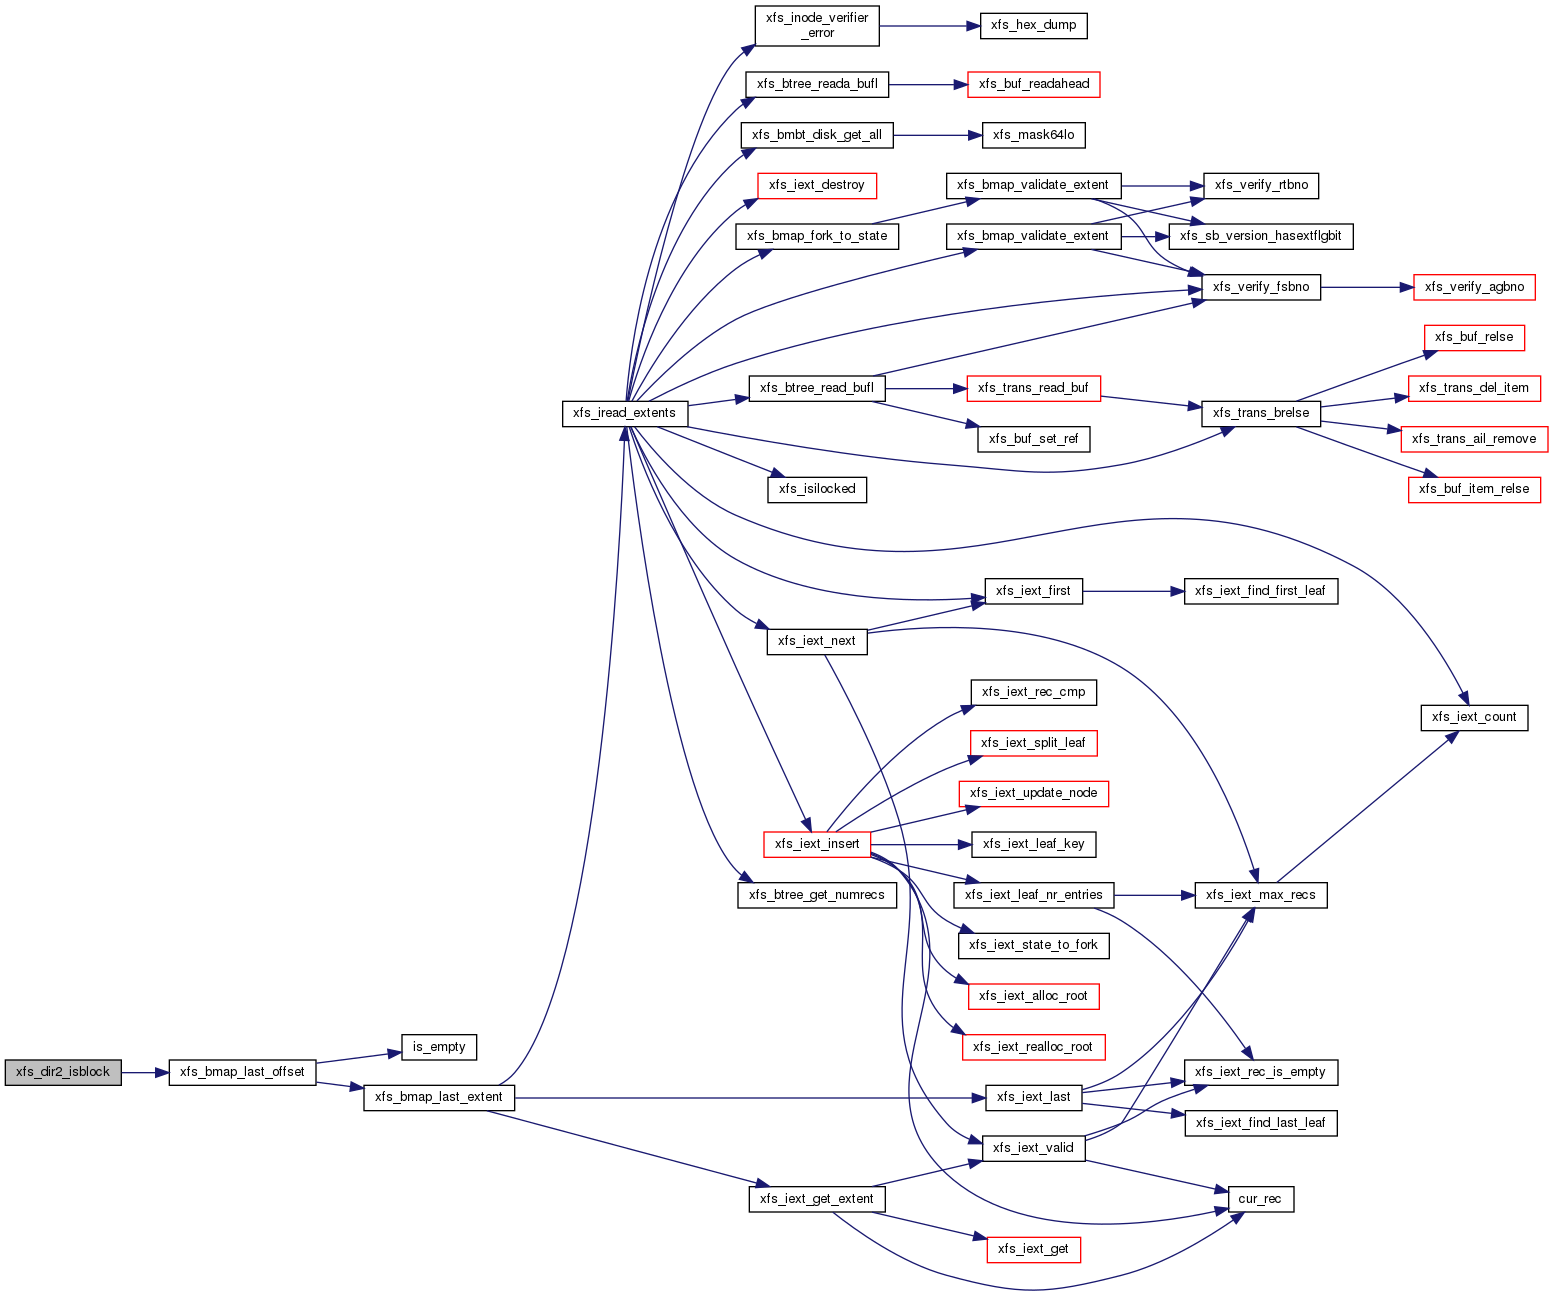 xfs_inode_verifier
_error
xfs_hex_dump
xfs_btree_reada_bufl
xfs_buf_readahead
xfs_bmbt_disk_get_all
xfs_mask64lo
xfs_iext_destroy
xfs_bmap_validate_extent
xfs_verify_rtbno
xfs_bmap_fork_to_state
xfs_bmap_validate_extent
xfs_sb_version_hasextflgbit
xfs_verify_fsbno
xfs_verify_agbno
xfs_buf_relse
xfs_btree_read_bufl
xfs_trans_read_buf
xfs_trans_del_item
xfs_iread_extents
xfs_trans_brelse
xfs_buf_set_ref
xfs_trans_ail_remove
xfs_isilocked
xfs_buf_item_relse
xfs_iext_first
xfs_iext_find_first_leaf
xfs_iext_next
xfs_iext_rec_cmp
xfs_iext_count
xfs_iext_split_leaf
xfs_iext_update_node
xfs_iext_insert
xfs_iext_leaf_key
xfs_btree_get_numrecs
xfs_iext_leaf_nr_entries
xfs_iext_max_recs
xfs_iext_state_to_fork
xfs_iext_alloc_root
is_empty
xfs_iext_realloc_root
xfs_dir2_isblock
xfs_bmap_last_offset
xfs_iext_rec_is_empty
xfs_bmap_last_extent
xfs_iext_last
xfs_iext_find_last_leaf
xfs_iext_valid
xfs_iext_get_extent
cur_rec
xfs_iext_get